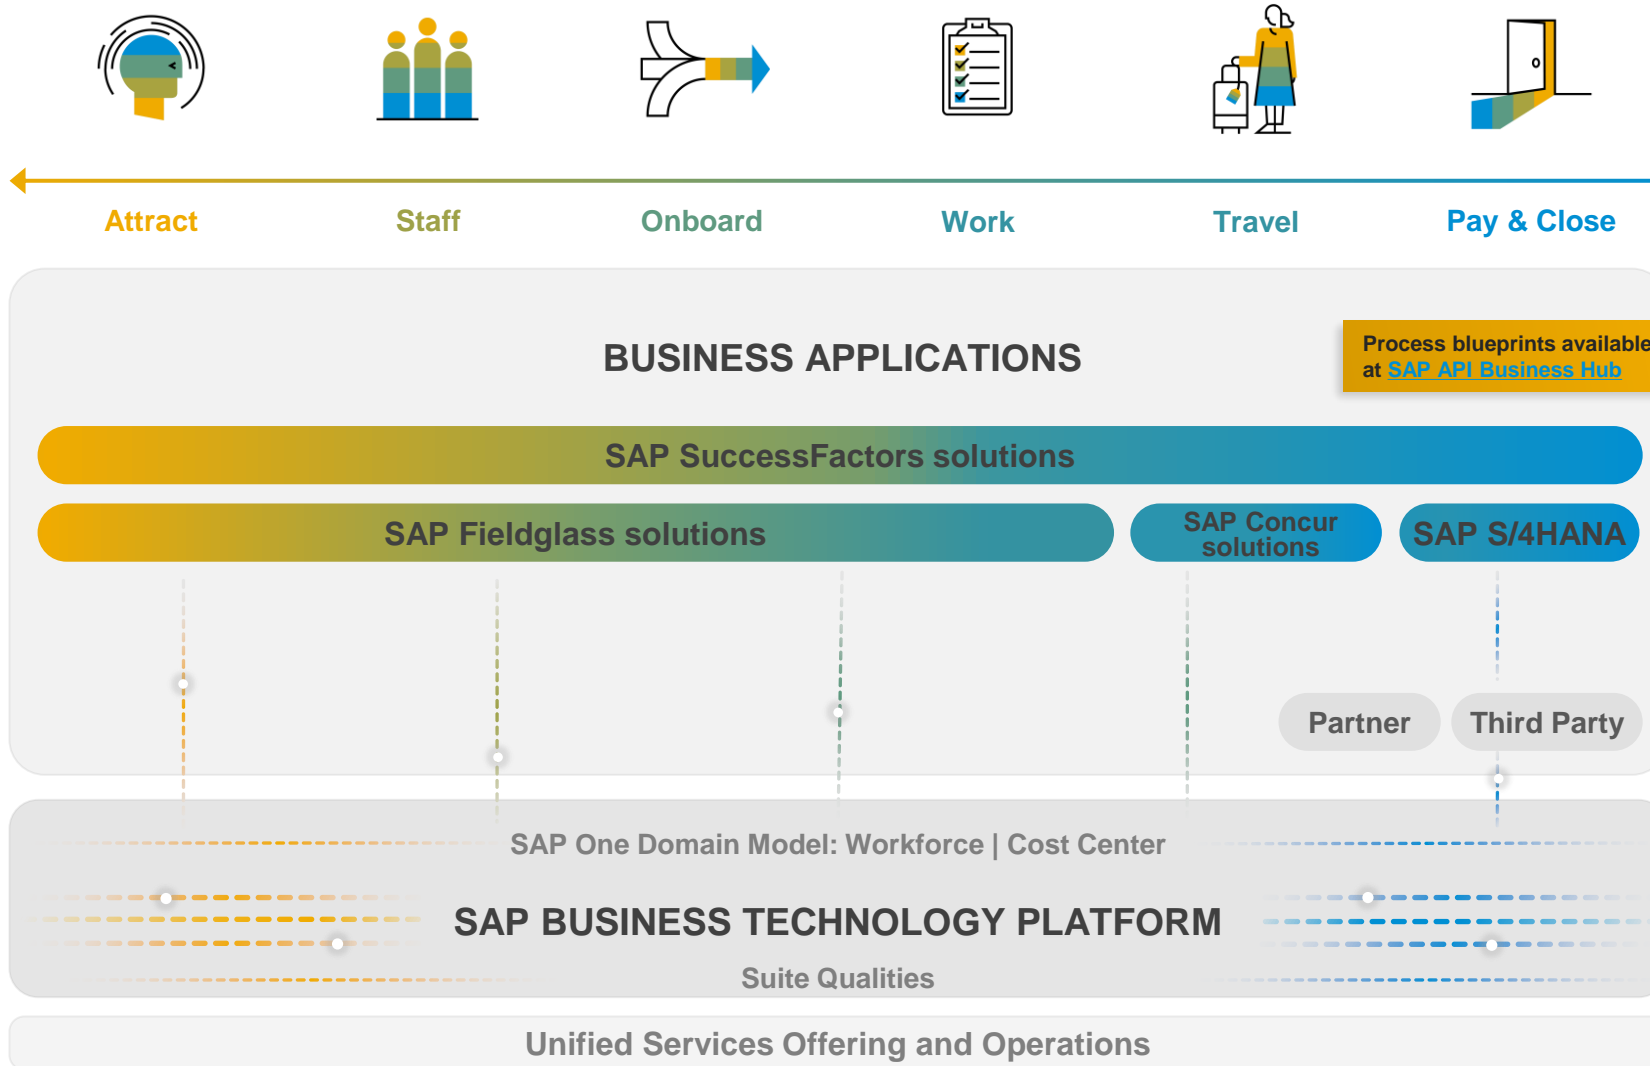 Attract
Staff
Onboard
Work
Travel
Pay & Close
BUSINESS APPLICATIONS
Process blueprints available
at SAP API Business Hub
SAP SuccessFactors solutions
SAP Fieldglass solutions
SAP Concur
solutions
SAP S/4HANA
Partner
Third Party
SAP One Domain Model: Workforce | Cost Center
SAP BUSINESS TECHNOLOGY PLATFORM
Suite Qualities
Unified Services Offering and Operations